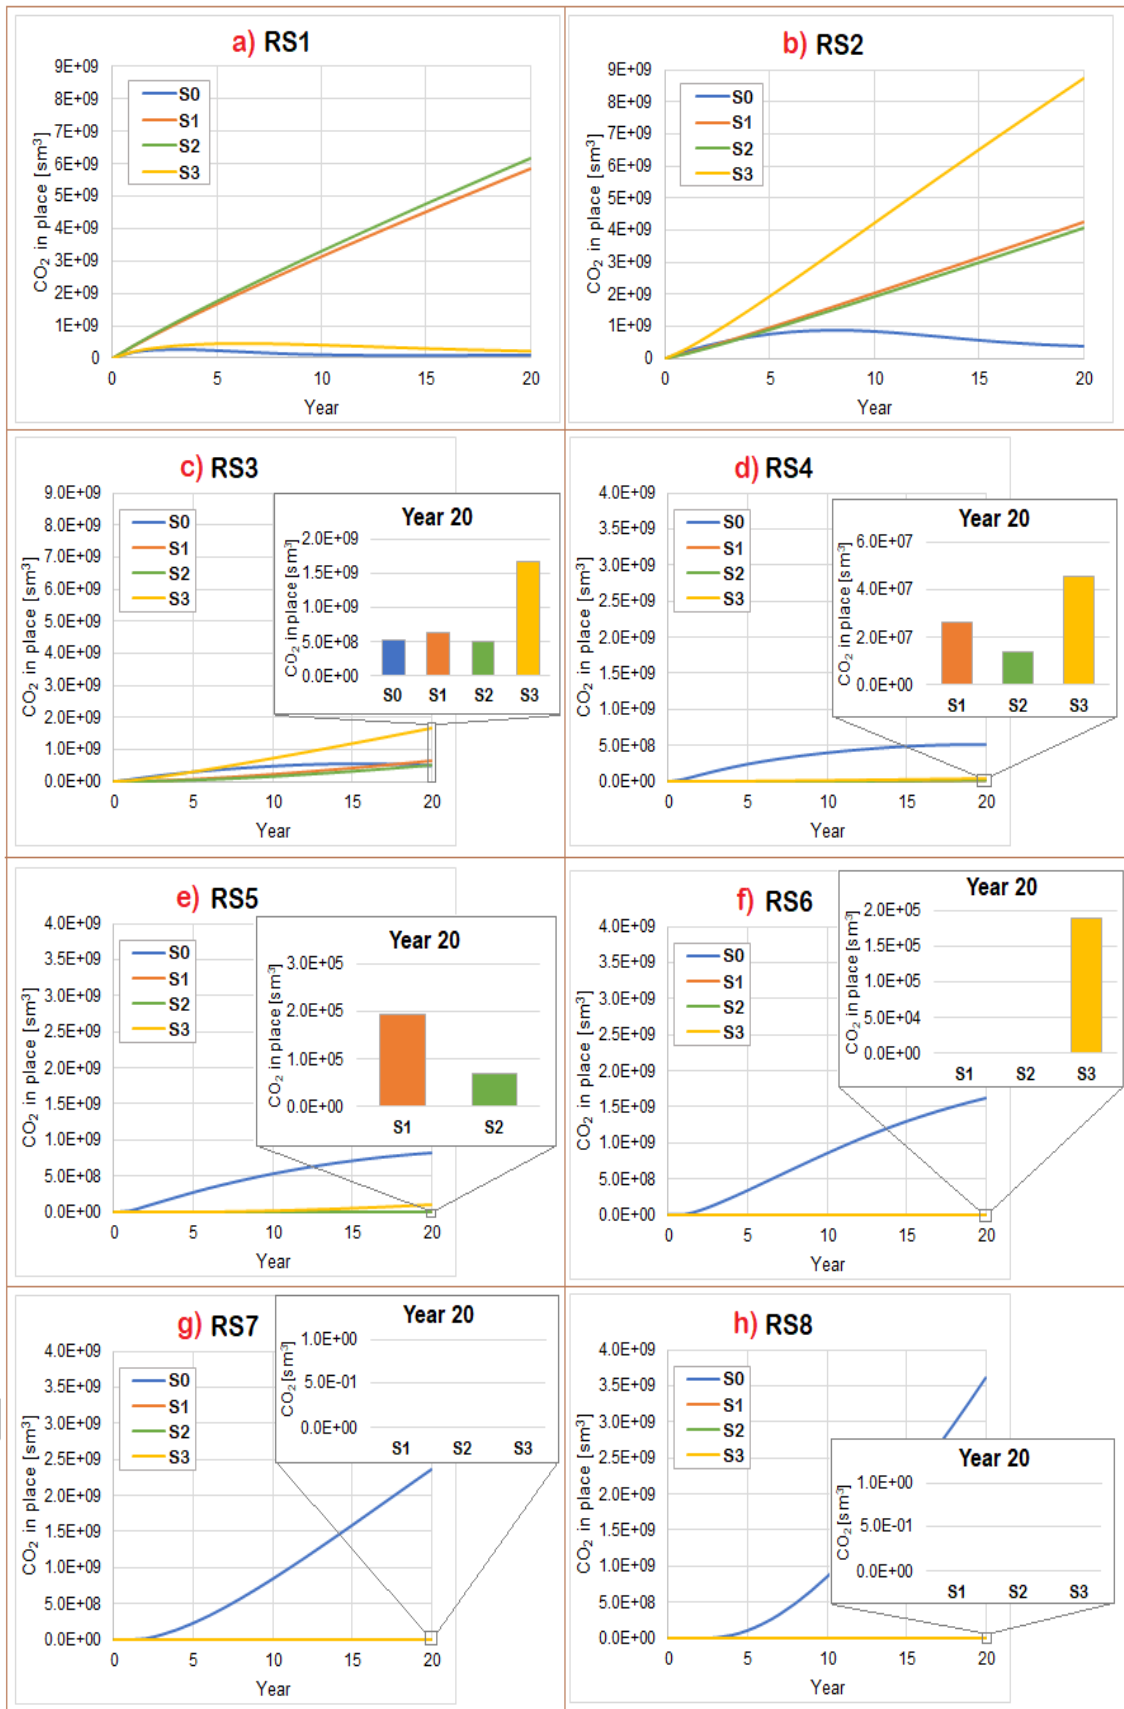 a) RS1
9E+09
8E+09
7E+09
6E+09
5E+09
4E+09
3E+09
2E+09
1E+09
0
CO₂ in place [sm³]
S0
S1
S2
S3
0 5 10 15 20
Year
b) RS2
9E+09
8E+09
7E+09
6E+09
5E+09
4E+09
3E+09
2E+09
1E+09
0
CO₂ in place [sm³]
S0
S1
S2
S3
0 5 10 15 20
Year
c) RS3
9.0E+09
8.0E+09
7.0E+09
6.0E+09
5.0E+09
4.0E+09
3.0E+09
2.0E+09
1.0E+09
0.0E+00
CO₂ in place [sm³]
S0
S1
S2
S3
0 5 10 15 20
Year
Year 20
2.0E+09
1.5E+09
1.0E+09
5.0E+08
0.0E+00
CO₂ in place [sm³]
S0 S1 S2 S3
d) RS4
4.0E+09
3.5E+09
3.0E+09
2.5E+09
2.0E+09
1.5E+09
1.0E+09
5.0E+08
0.0E+00
CO₂ in place [sm³]
S0
S1
S2
S3
0 5 10 15 20
Year
Year 20
6.0E+07
4.0E+07
2.0E+07
0.0E+00
CO₂ in place [sm³]
S1 S2 S3
e) RS5
4.0E+09
3.5E+09
3.0E+09
2.5E+09
2.0E+09
1.5E+09
1.0E+09
5.0E+08
0.0E+00
CO₂ in place [sm³]
S0
S1
S2
S3
0 5 10 15 20
Year
Year 20
3.0E+05
2.0E+05
1.0E+05
0.0E+00
CO₂ in place [sm³]
S1 S2
f) RS6
4.0E+09
3.5E+09
3.0E+09
2.5E+09
2.0E+09
1.5E+09
1.0E+09
5.0E+08
0.0E+00
CO₂ in place [sm³]
S0
S1
S2
S3
0 5 10 15 20
Year
Year 20
2.0E+05
1.5E+05
1.0E+05
5.0E+04
0.0E+00
CO₂ in place [sm³]
S1 S2 S3
g) RS7
4.0E+09
3.5E+09
3.0E+09
2.5E+09
2.0E+09
1.5E+09
1.0E+09
5.0E+08
0.0E+00
CO₂ in place [sm³]
S0
S1
S2
S3
0 5 10 15 20
Year
Year 20
1.0E+00
5.0E-01
0.0E+00
CO₂ [sm³]
S1 S2 S3
h) RS8
4.0E+09
3.5E+09
3.0E+09
2.5E+09
2.0E+09
1.5E+09
1.0E+09
5.0E+08
0.0E+00
CO₂ in place [sm³]
S0
S1
S2
S3
0 5 10 15 20
Year
Year 20
1.0E+00
5.0E-01
0.0E+00
CO₂ [sm³]
S1 S2 S3